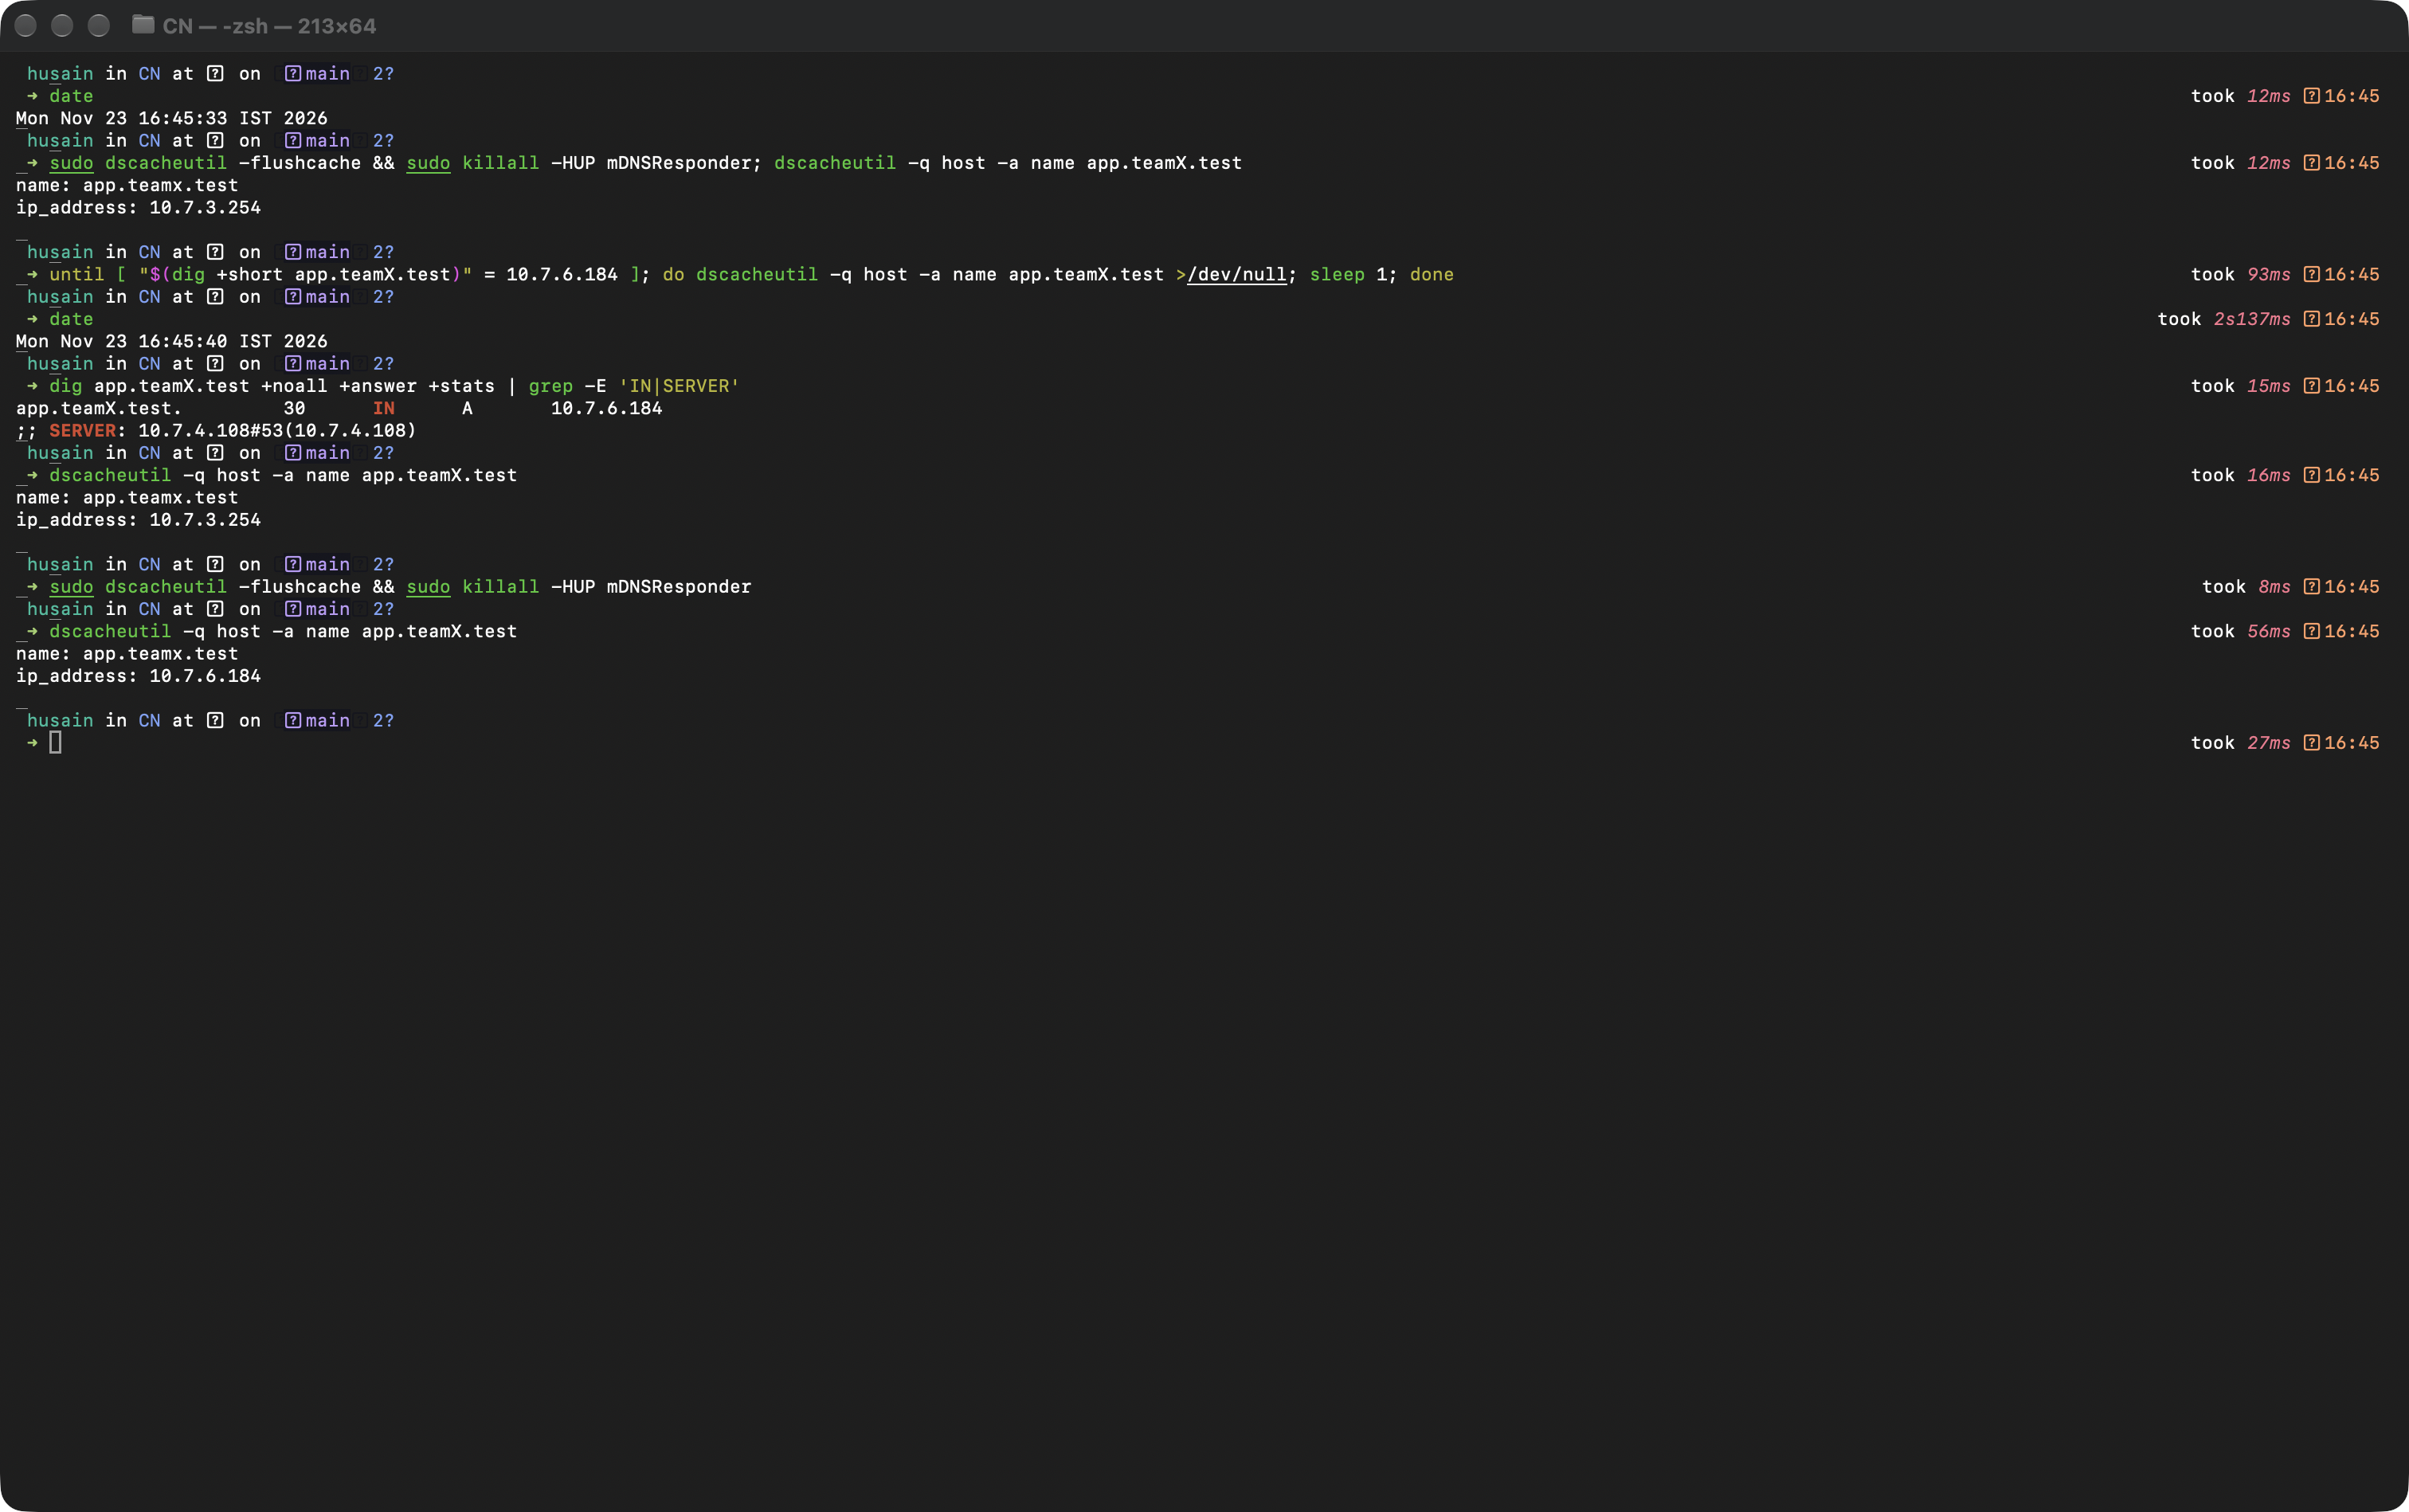 CN — -zsh — 213×64
husain in CN at ? on ? main ? 2?
→ date took 12ms ? 16:45
Mon Nov 23 16:45:33 IST 2026
husain in CN at ? on ? main ? 2?
→ sudo dscacheutil -flushcache && sudo killall -HUP mDNSResponder; dscacheutil -q host -a name app.teamX.test took 12ms ? 16:45
name: app.teamx.test
ip_address: 10.7.3.254
husain in CN at ? on ? main ? 2?
→ until [ "$(dig +short app.teamX.test)" = 10.7.6.184 ]; do dscacheutil -q host -a name app.teamX.test >/dev/null; sleep 1; done took 93ms ? 16:45
husain in CN at ? on ? main ? 2?
→ date took 2s137ms ? 16:45
Mon Nov 23 16:45:40 IST 2026
husain in CN at ? on ? main ? 2?
→ dig app.teamX.test +noall +answer +stats | grep -E 'IN|SERVER' took 15ms ? 16:45
app.teamX.test. 30 IN A 10.7.6.184
;; SERVER: 10.7.4.108#53(10.7.4.108)
husain in CN at ? on ? main ? 2?
→ dscacheutil -q host -a name app.teamX.test took 16ms ? 16:45
name: app.teamx.test
ip_address: 10.7.3.254
husain in CN at ? on ? main ? 2?
→ sudo dscacheutil -flushcache && sudo killall -HUP mDNSResponder took 8ms ? 16:45
husain in CN at ? on ? main ? 2?
→ dscacheutil -q host -a name app.teamX.test took 56ms ? 16:45
name: app.teamx.test
ip_address: 10.7.6.184
husain in CN at ? on ? main ? 2?
→ took 27ms ? 16:45